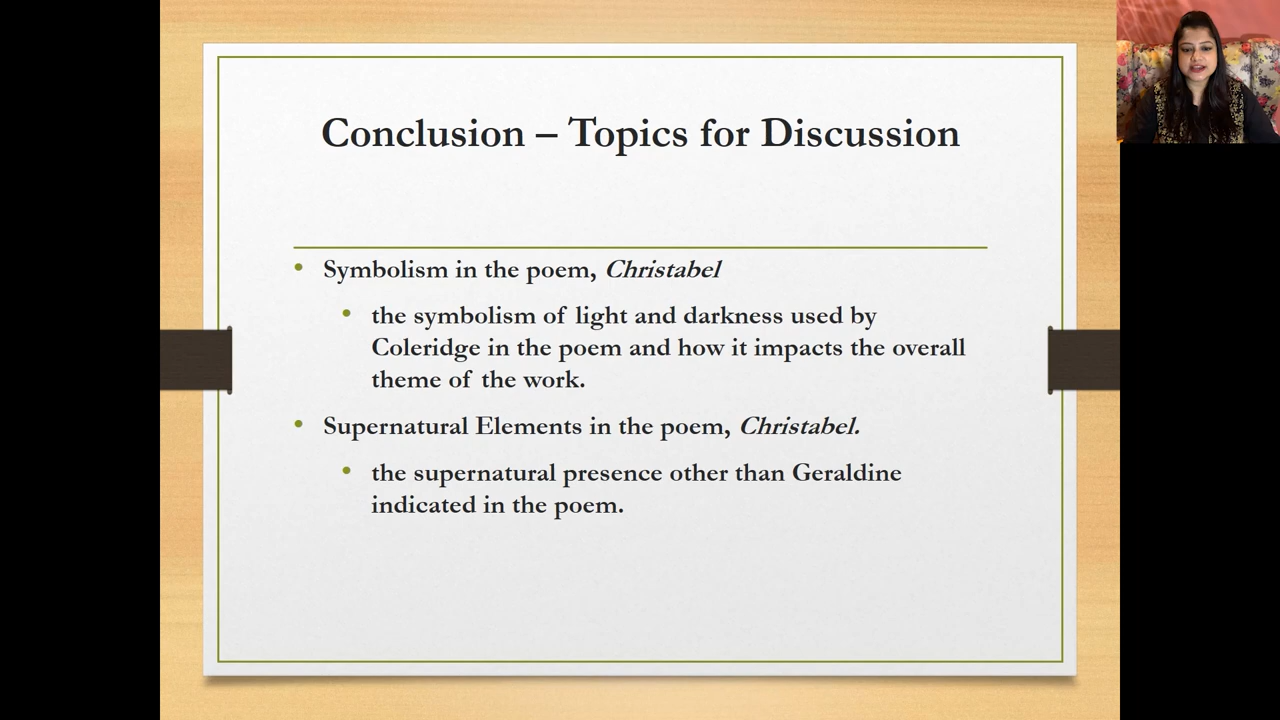 Conclusion – Topics for Discussion
• Symbolism in the poem, Christabel
• the symbolism of light and darkness used by
Coleridge in the poem and how it impacts the overall
theme of the work.
• Supernatural Elements in the poem, Christabel.
• the supernatural presence other than Geraldine
indicated in the poem.